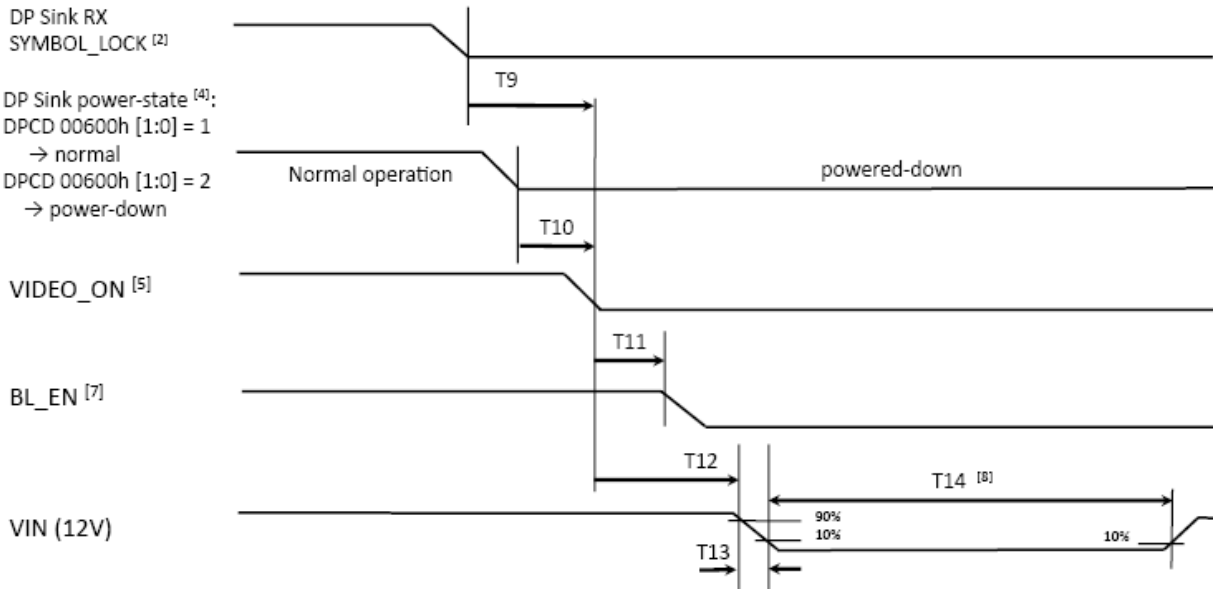 DP Sink RX
SYMBOL_LOCK [2]
T9
DP Sink power-state [4]:
DPCD 00600h [1:0] = 1
→ normal
DPCD 00600h [1:0] = 2
→ power-down
Normal operation
powered-down
T10
VIDEO_ON [5]
T11
BL_EN [7]
T12
T14 [8]
VIN (12V)
90%
10%
10%
T13